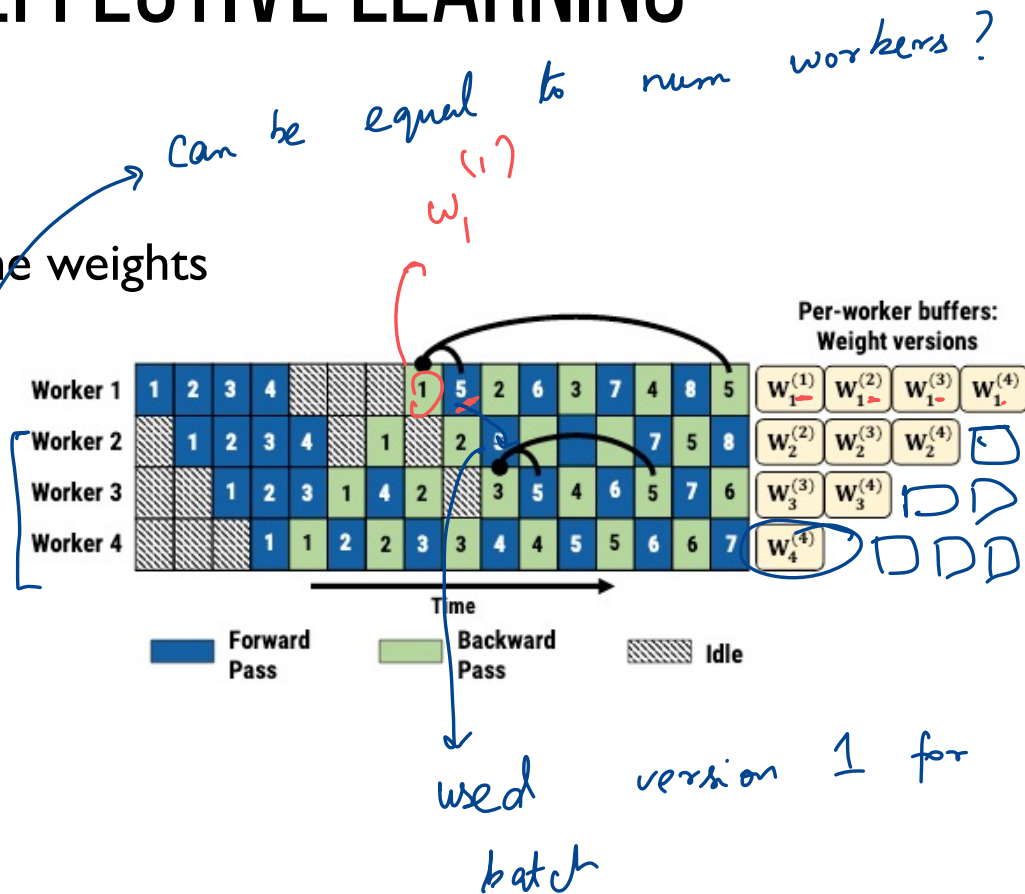 EFFECTIVE LEARNING
can be equal to num workers?
w₁⁽¹⁾
e weights
Per-worker buffers:
Weight versions
Worker 1 1 2 3 4 1 5 2 6 3 7 4 8 5 W₁⁽¹⁾ W₁⁽²⁾ W₁⁽³⁾ W₁⁽⁴⁾
Worker 2 1 2 3 4 1 2 7 5 8 W₂⁽²⁾ W₂⁽³⁾ W₂⁽⁴⁾
Worker 3 1 2 3 1 4 2 3 5 4 6 5 7 6 W₃⁽³⁾ W₃⁽⁴⁾
Worker 4 1 1 2 2 3 3 4 4 5 5 6 6 7 W₄⁽⁴⁾
Time
Forward
Pass
Backward
Pass
Idle
used version 1 for
batch